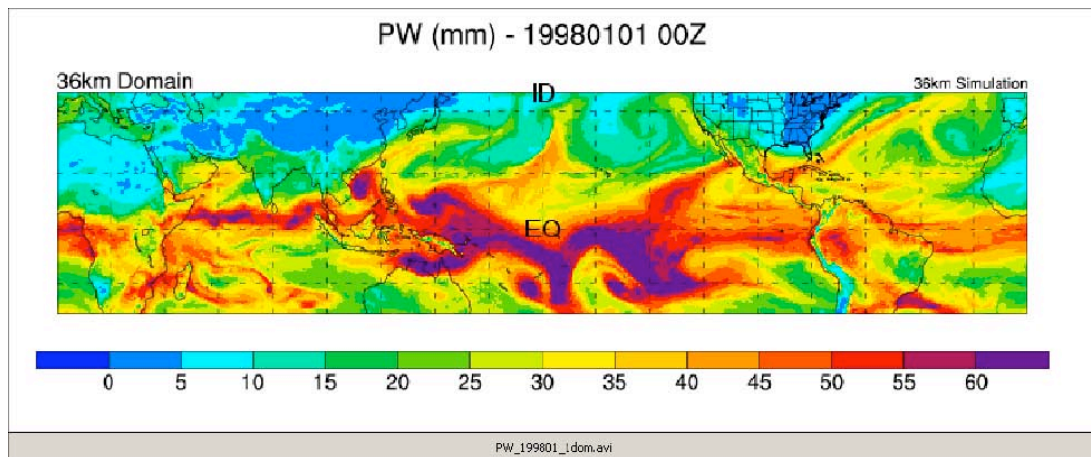 PW (mm) - 19980101 00Z
36km Domain
ID
36km Simulation
EQ
0 5 10 15 20 25 30 35 40 45 50 55 60
PW_199801_1dom.avi